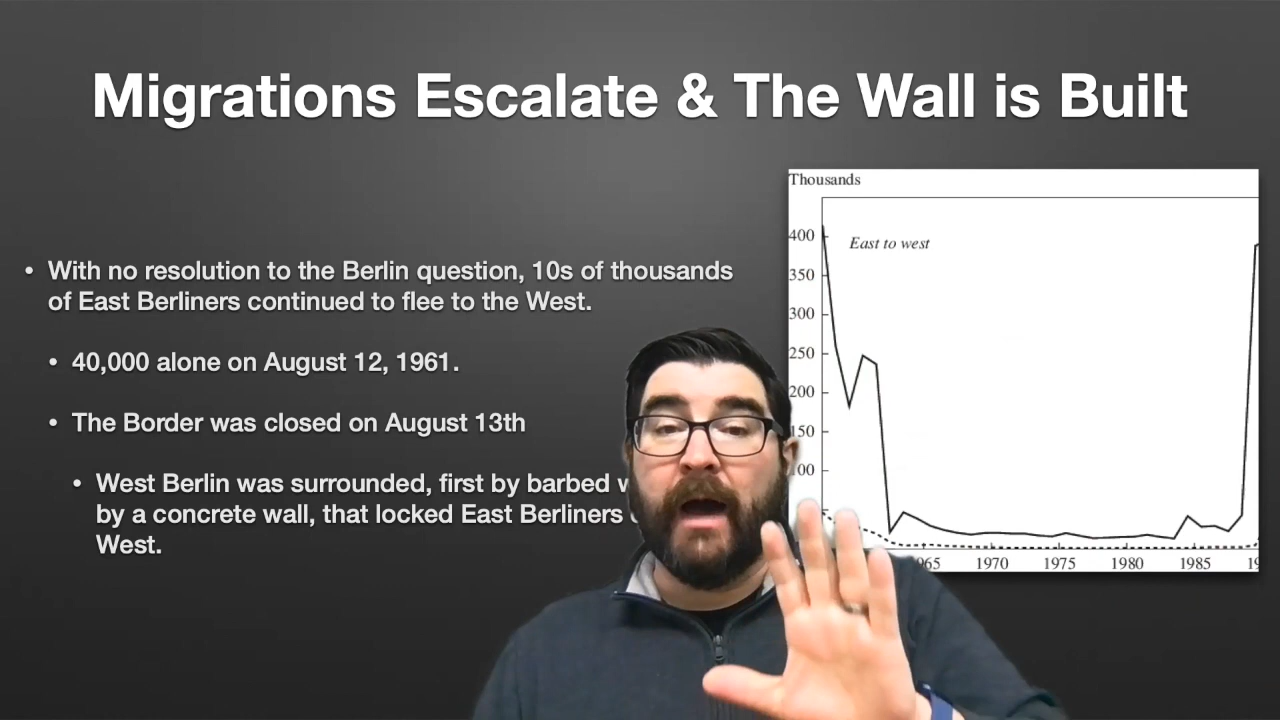 Migrations Escalate & The Wall is Built
• With no resolution to the Berlin question, 10s of thousands
of East Berliners continued to flee to the West.
• 40,000 alone on August 12, 1961.
• The Border was closed on August 13th
• West Berlin was surrounded, first by barbed
by a concrete wall, that locked East Berliners
West.
Thousands
East to west
400
350
300
250
200
150
100
65 1970 1975 1980 1985 19